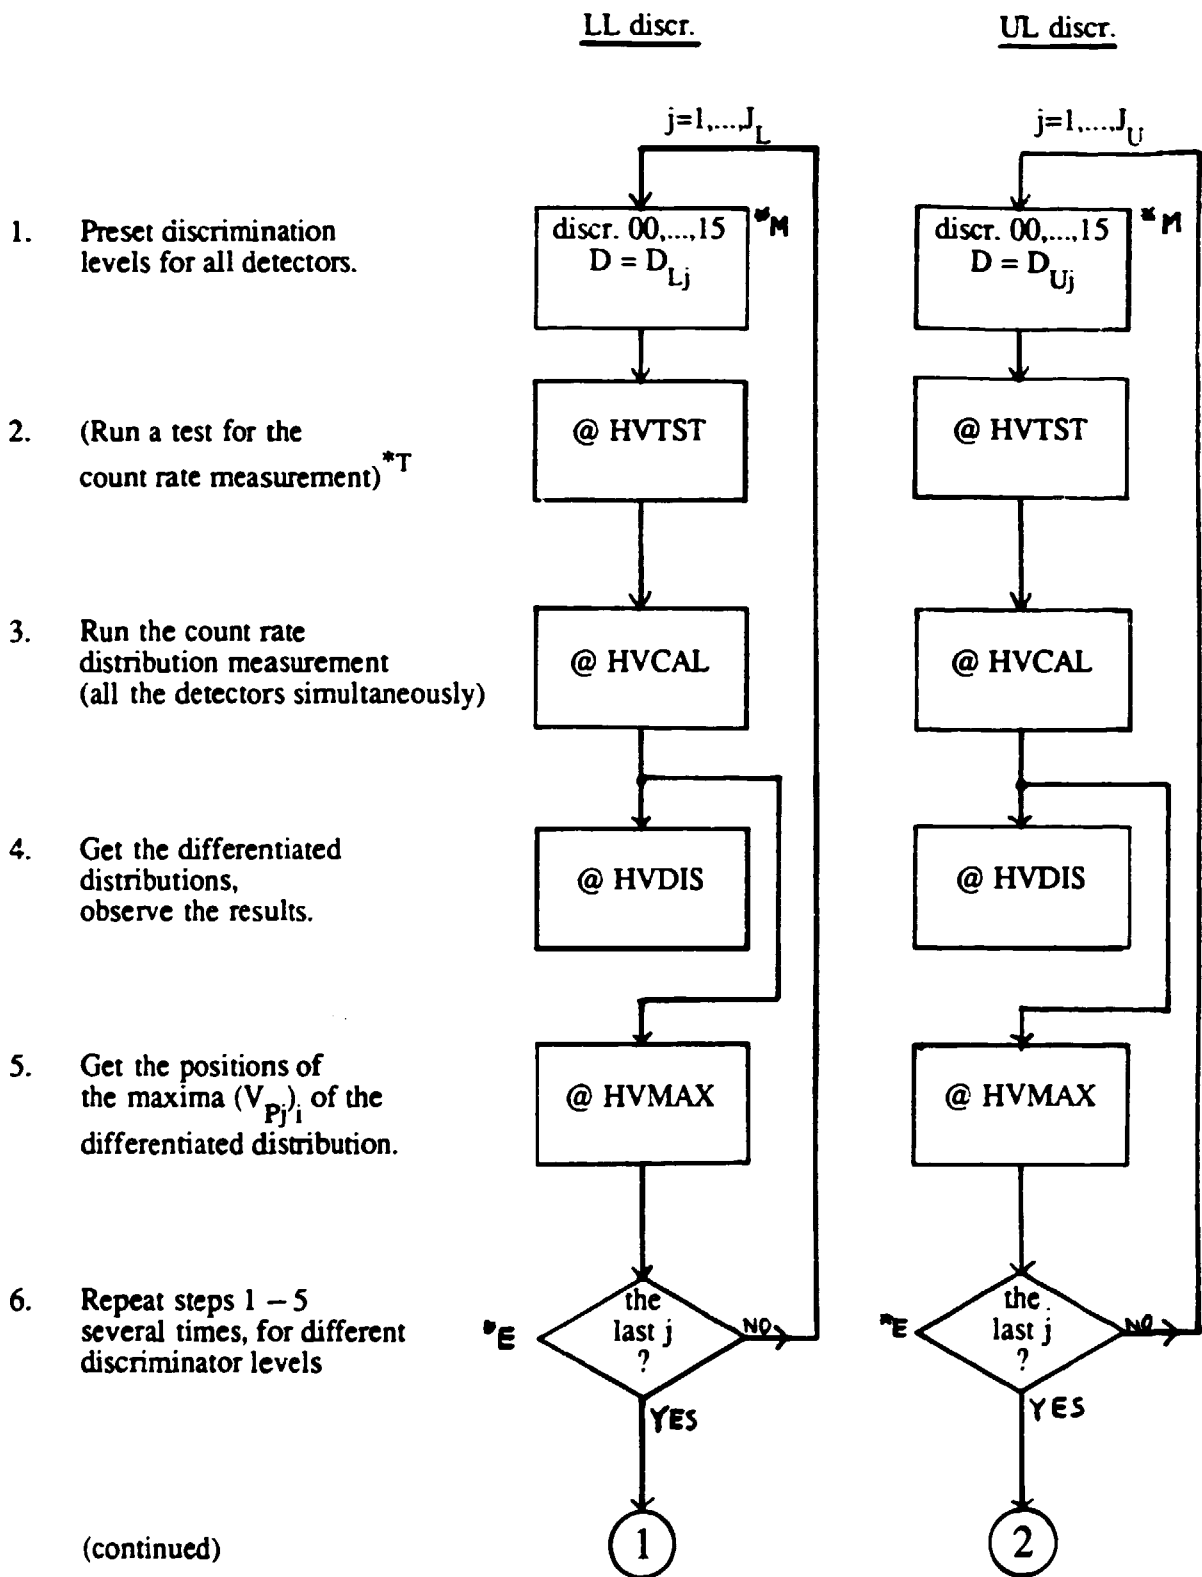 LL discr. UL discr.
j=1,...,J_L j=1,...,J_U
1. Preset discrimination
levels for all detectors.
discr. 00,...,15 *M
D = D_Lj
discr. 00,...,15 *M
D = D_Uj
2. (Run a test for the
count rate measurement)*T
@ HVTST @ HVTST
3. Run the count rate
distribution measurement
(all the detectors simultaneously)
@ HVCAL @ HVCAL
4. Get the differentiated
distributions,
observe the results.
@ HVDIS @ HVDIS
5. Get the positions of
the maxima (V_Pj)_i of the
differentiated distribution.
@ HVMAX @ HVMAX
6. Repeat steps 1 – 5
several times, for different
discriminator levels
*E
the
last j
?
NO
YES
*E
the
last j
?
NO
YES
(continued) 1 2